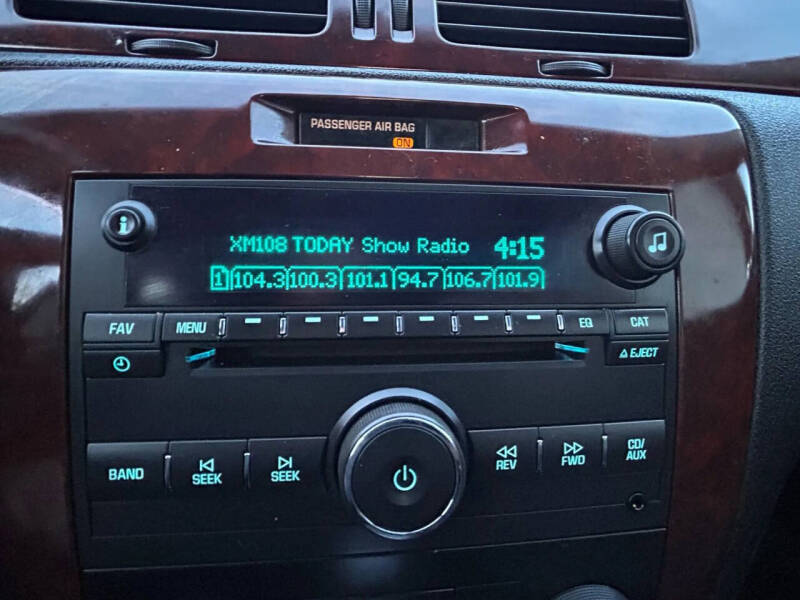 PASSENGER AIR BAG
ON
i
XM108 TODAY Show Radio 4:15
1 104.3 100.3 101.1 94.7 106.7 101.9
FAV MENU EQ CAT
EJECT
BAND SEEK SEEK REV FWD CD/
AUX